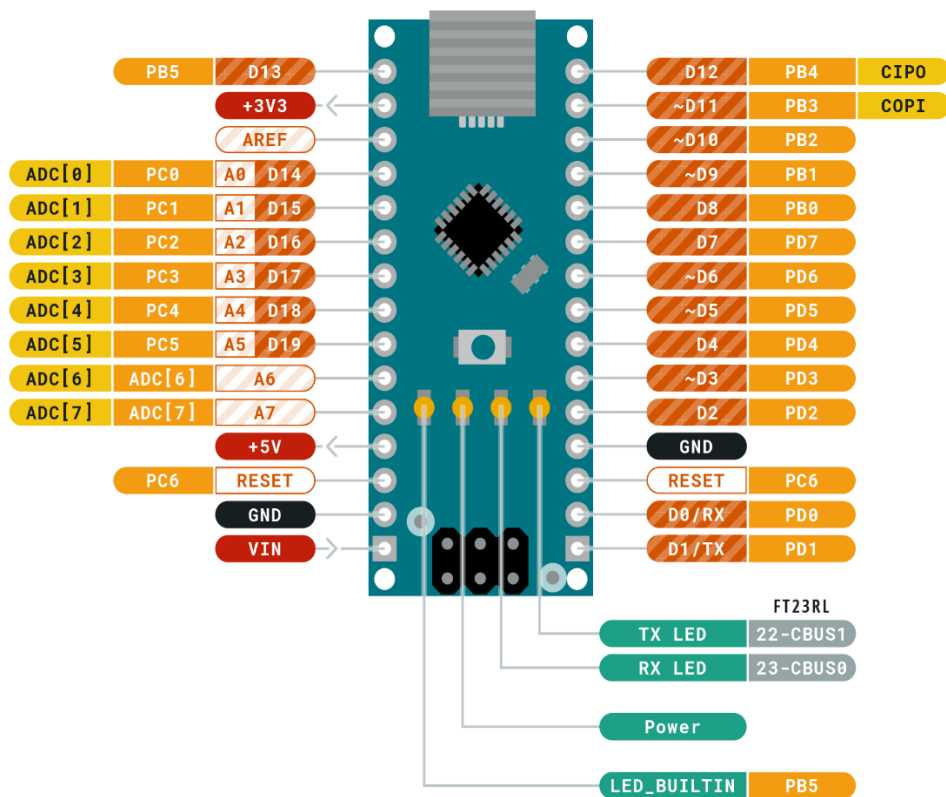 PB5 D13 D12 PB4 CIPO
+3V3 ~D11 PB3 COPI
AREF ~D10 PB2
ADC[0] PC0 A0 D14 ~D9 PB1
ADC[1] PC1 A1 D15 D8 PB0
ADC[2] PC2 A2 D16 D7 PD7
ADC[3] PC3 A3 D17 ~D6 PD6
ADC[4] PC4 A4 D18 ~D5 PD5
ADC[5] PC5 A5 D19 D4 PD4
ADC[6] ADC[6] A6 ~D3 PD3
ADC[7] ADC[7] A7 D2 PD2
+5V GND
PC6 RESET RESET PC6
GND D0/RX PD0
VIN D1/TX PD1
FT23RL
TX LED 22-CBUS1
RX LED 23-CBUS0
Power
LED_BUILTIN PB5